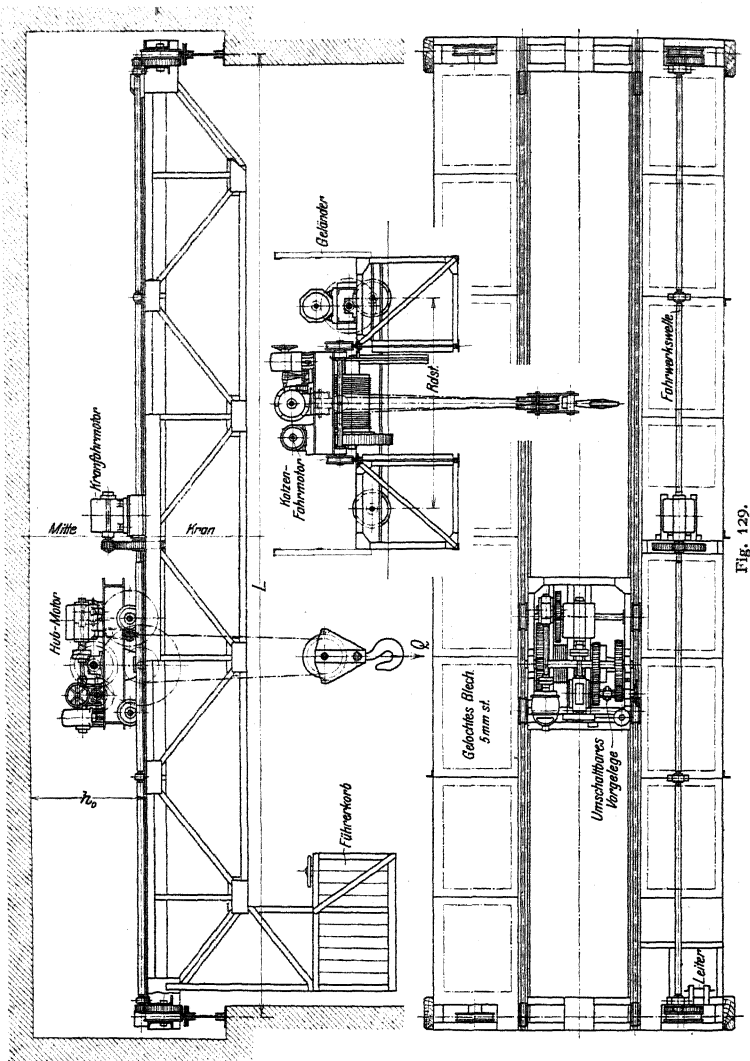 Mitte
Kran
Hub-Motor
Kranfahrmotor
h₀
L
Q
Führerkorb
Katzen-
Fahrmotor
Geländer
Rdst.
Gelochtes Blech.
5 mm st.
Umschaltbares
Vorgelege
Fahrwerkswelle
Leiter
Fig. 129.